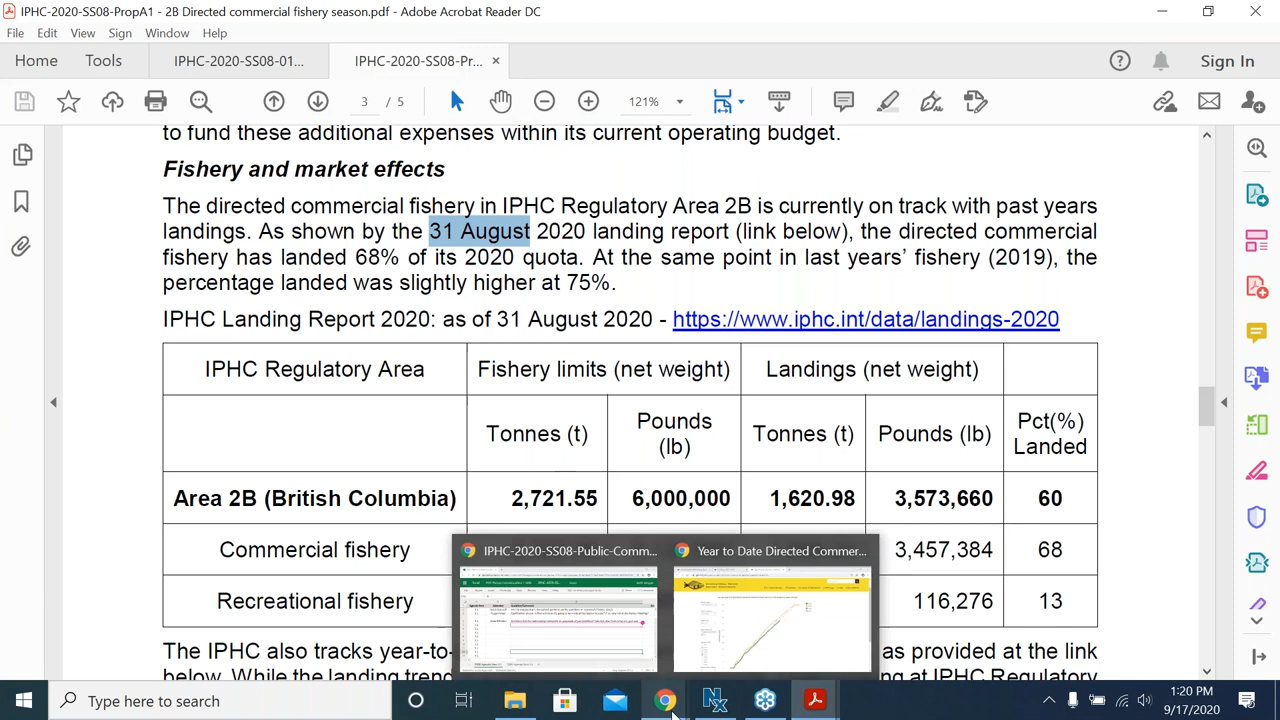 IPHC-2020-SS08-PropA1 - 2B Directed commercial fishery season.pdf - Adobe Acrobat Reader DC
File Edit View Sign Window Help
Home Tools IPHC-2020-SS08-01... IPHC-2020-SS08-Pr... × Sign In
3 / 5 121%
to fund these additional expenses within its current operating budget.
Fishery and market effects
The directed commercial fishery in IPHC Regulatory Area 2B is currently on track with past years
landings. As shown by the 31 August 2020 landing report (link below), the directed commercial
fishery has landed 68% of its 2020 quota. At the same point in last years’ fishery (2019), the
percentage landed was slightly higher at 75%.
IPHC Landing Report 2020: as of 31 August 2020 - https://www.iphc.int/data/landings-2020
IPHC Regulatory Area Fishery limits (net weight) Landings (net weight)
Tonnes (t) Pounds (lb) Tonnes (t) Pounds (lb) Pct(%) Landed
Area 2B (British Columbia) 2,721.55 6,000,000 1,620.98 3,573,660 60
Commercial fishery 3,457,384 68
Recreational fishery 116,276 13
IPHC-2020-SS08-Public-Comm... Year to Date Directed Commer...
The IPHC also tracks year-to- as provided at the link
below. While the landing tren at IPHC Regulatory
Type here to search
1:20 PM
9/17/2020